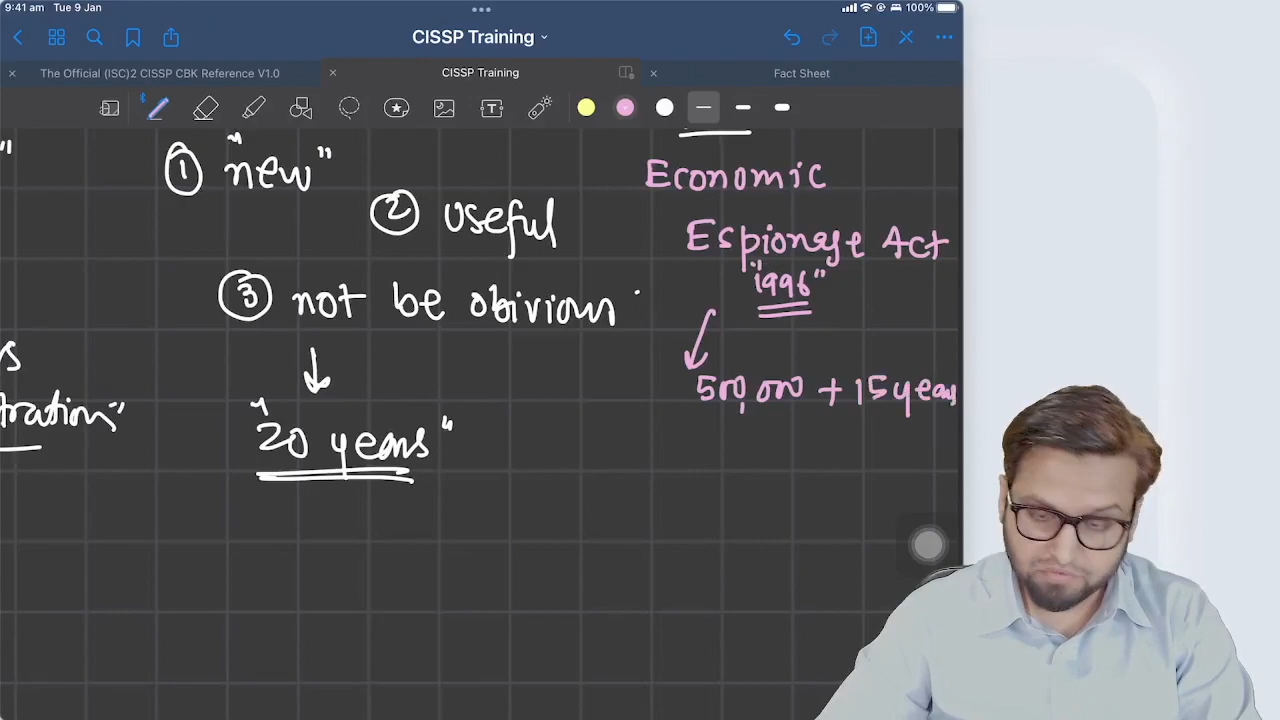 9:41 am Tue 9 Jan
100%
CISSP Training
The Official (ISC)2 CISSP CBK Reference V1.0
CISSP Training
Fact Sheet
"
① "new"
② useful
③ not be obivious
"20 years"
s
tration"
Economic
Espionage Act
"1996"
500,000 + 15 years